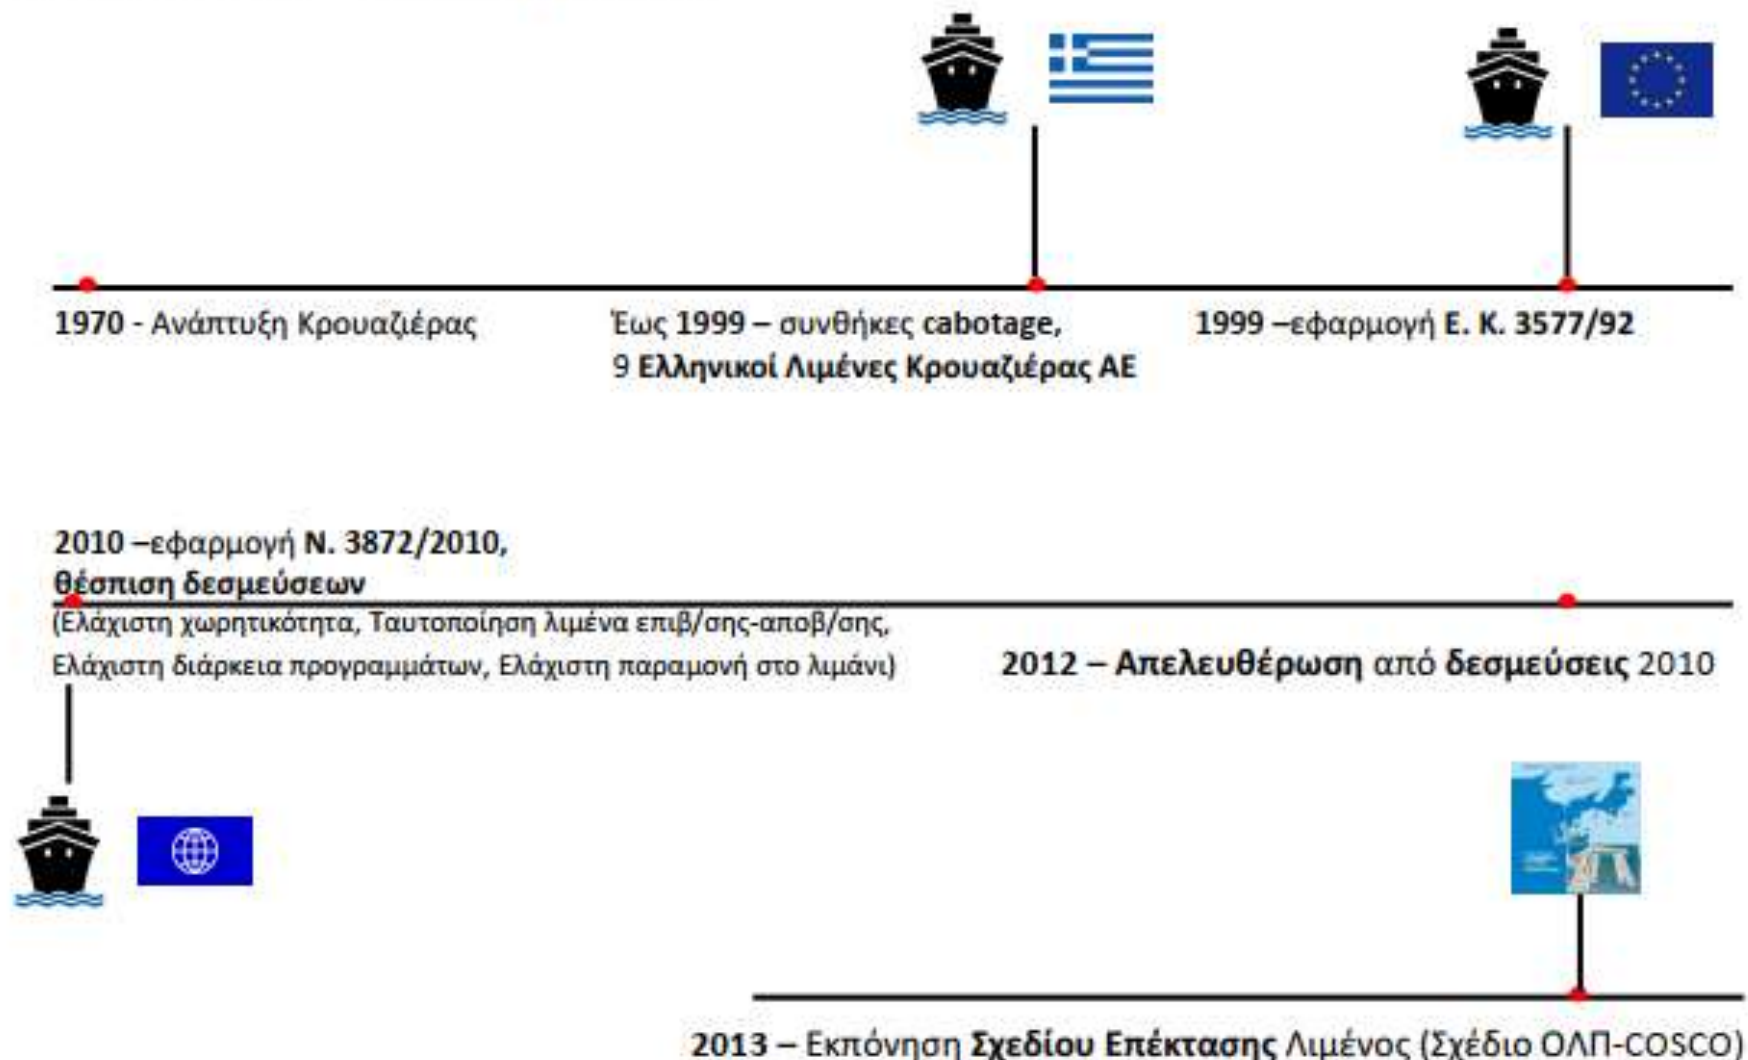 1970 - Ανάπτυξη Κρουαζιέρας
Έως 1999 – συνθήκες cabotage,
9 Ελληνικοί Λιμένες Κρουαζιέρας ΑΕ
1999 –εφαρμογή Ε. Κ. 3577/92
2010 –εφαρμογή Ν. 3872/2010,
θέσπιση δεσμεύσεων
(Ελάχιστη χωρητικότητα, Ταυτοποίηση λιμένα επιβ/σης-αποβ/σης,
Ελάχιστη διάρκεια προγραμμάτων, Ελάχιστη παραμονή στο λιμάνι)
2012 – Απελευθέρωση από δεσμεύσεις 2010
2013 – Εκπόνηση Σχεδίου Επέκτασης Λιμένος (Σχέδιο ΟΛΠ-COSCO)